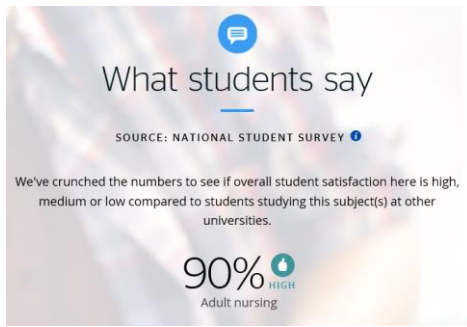 What students say
SOURCE: NATIONAL STUDENT SURVEY i
We've crunched the numbers to see if overall student satisfaction here is high,
medium or low compared to students studying this subject(s) at other
universities.
90% HIGH
Adult nursing